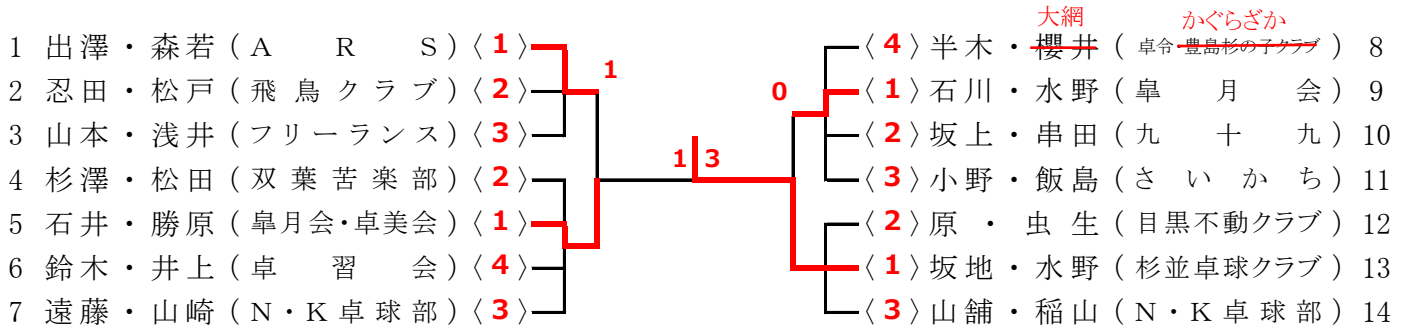 大網 かぐらざか
1 出澤・森若(A R S)〈1〉
2 忍田・松戸(飛鳥クラブ)〈2〉
3 山本・浅井(フリーランス)〈3〉
4 杉澤・松田(双葉苦楽部)〈2〉
5 石井・勝原(皐月会・卓美会)〈1〉
6 鈴木・井上(卓習会)〈4〉
7 遠藤・山崎(N・K卓球部)〈3〉
1
1 3
0
〈4〉半木・櫻井(卓令・豊島杉の子クラブ) 8
〈1〉石川・水野(皐月会) 9
〈2〉坂上・串田(九十九) 10
〈3〉小野・飯島(さいかち) 11
〈2〉原・虫生(目黒不動クラブ) 12
〈1〉坂地・水野(杉並卓球クラブ) 13
〈3〉山舗・稲山(N・K卓球部) 14